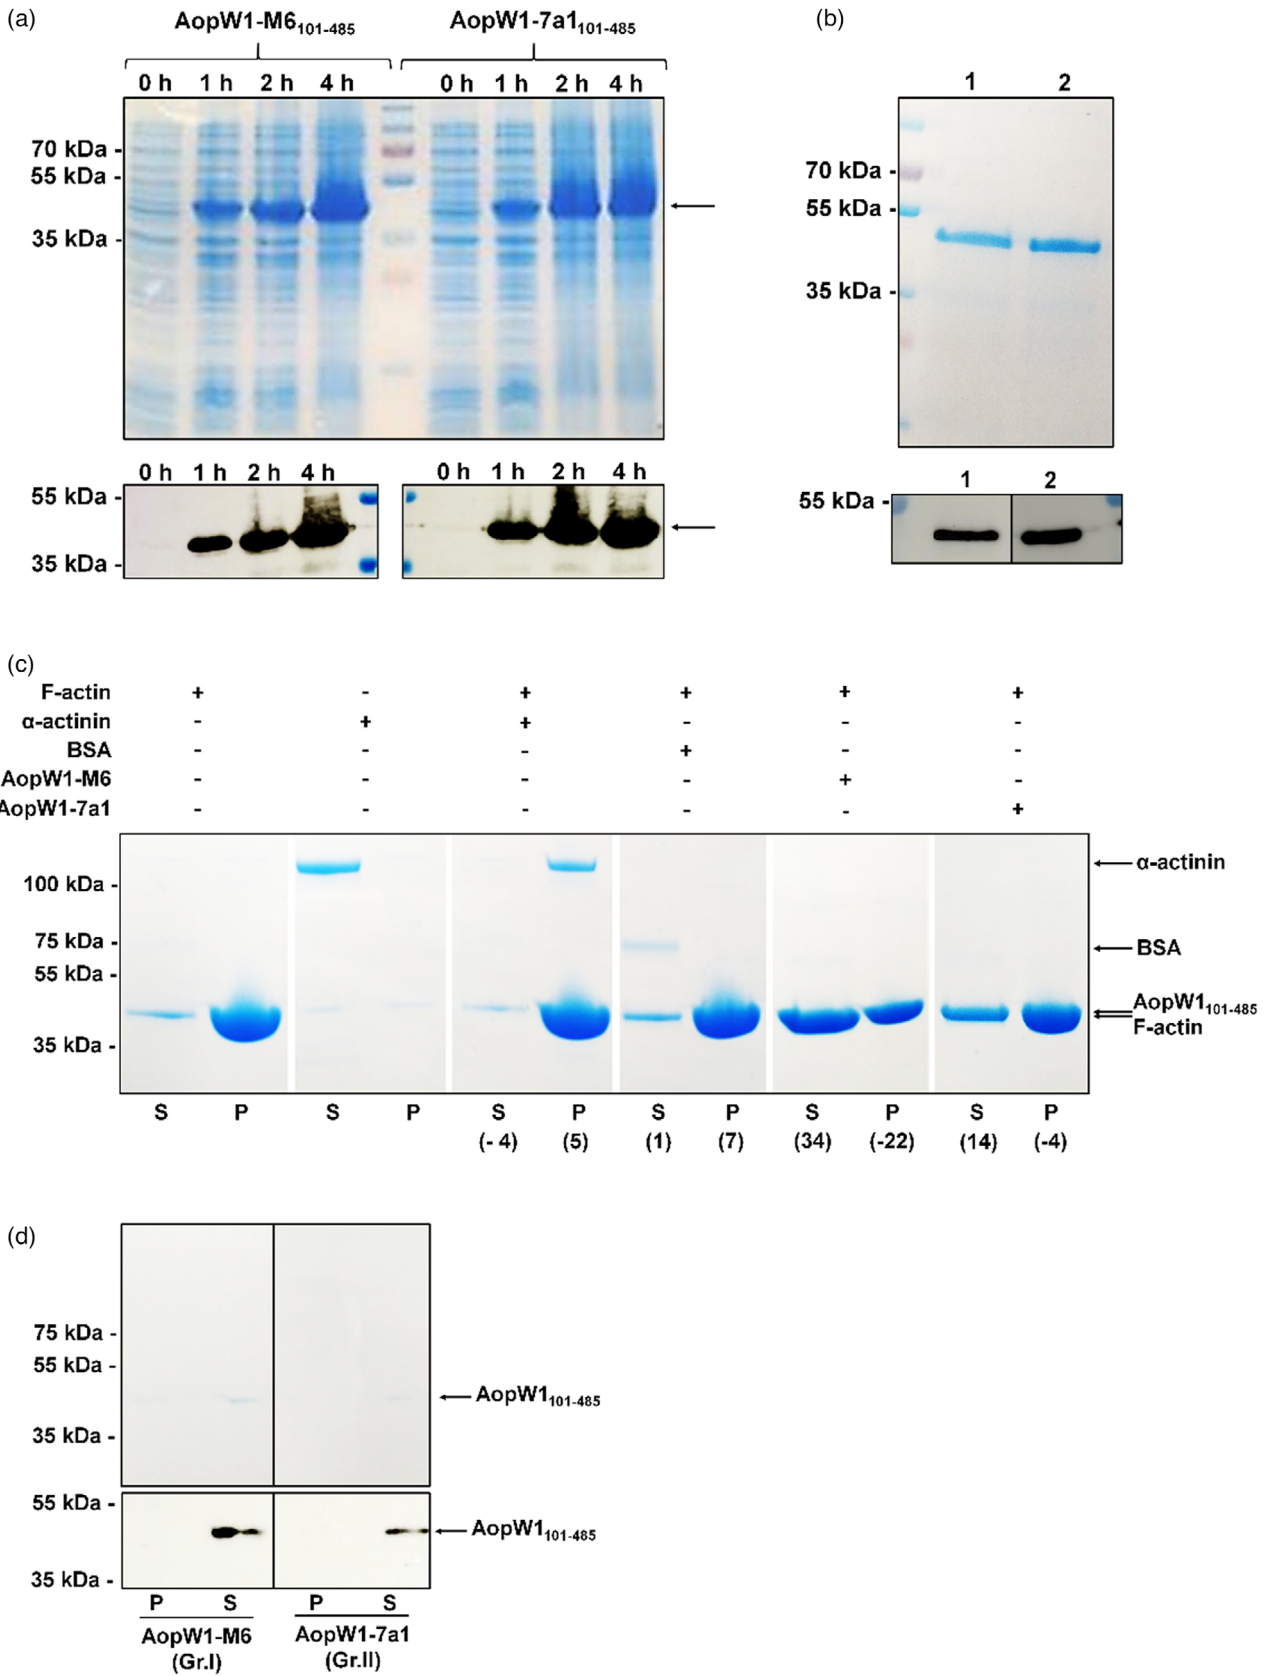 (a)
AopW1-M6101-485 AopW1-7a1101-485
0 h 1 h 2 h 4 h 0 h 1 h 2 h 4 h
70 kDa -
55 kDa -
35 kDa -
0 h 1 h 2 h 4 h 0 h 1 h 2 h 4 h
55 kDa -
35 kDa -
(b)
1 2
70 kDa -
55 kDa -
35 kDa -
1 2
55 kDa -
(c)
F-actin + - + + + +
α-actinin - + + - - -
BSA - - - + - -
AopW1-M6 - - - - + -
AopW1-7a1 - - - - - +
100 kDa -
75 kDa -
55 kDa -
35 kDa -
α-actinin
BSA
AopW1101-485
F-actin
S P S P S P S P S P S P
(- 4) (5) (1) (7) (34) (-22) (14) (-4)
(d)
75 kDa -
55 kDa -
35 kDa -
AopW1101-485
55 kDa -
35 kDa -
AopW1101-485
P S P S
AopW1-M6 AopW1-7a1
(Gr.I) (Gr.II)